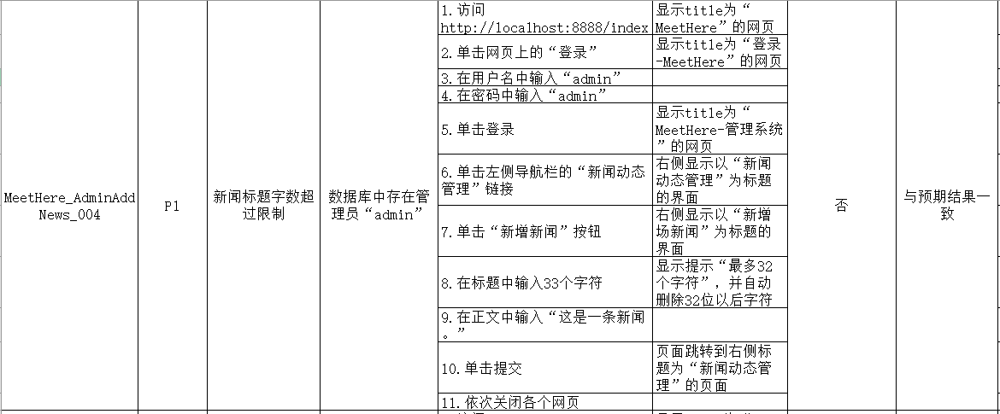 MeetHere_AdminAdd
News_004
P1
新闻标题字数超
过限制
数据库中存在管
理员“admin”
1.访问
http://localhost:8888/index
显示title为“
MeetHere”的网页
2.单击网页上的“登录”
显示title为“登录
-MeetHere”的网页
3.在用户名中输入“admin”
4.在密码中输入“admin”
5.单击登录
显示title为“
MeetHere-管理系统
”的网页
6.单击左侧导航栏的“新闻动态
管理”链接
右侧显示以“新闻
动态管理”为标题
的界面
7.单击“新增新闻”按钮
右侧显示以“新增
场新闻”为标题的
界面
8.在标题中输入33个字符
显示提示“最多32
个字符”，并自动
删除32位以后字符
9.在正文中输入“这是一条新闻
。”
10.单击提交
页面跳转到右侧标
题为“新闻动态管
理”的页面
11.依次关闭各个网页
否
与预期结果一
致